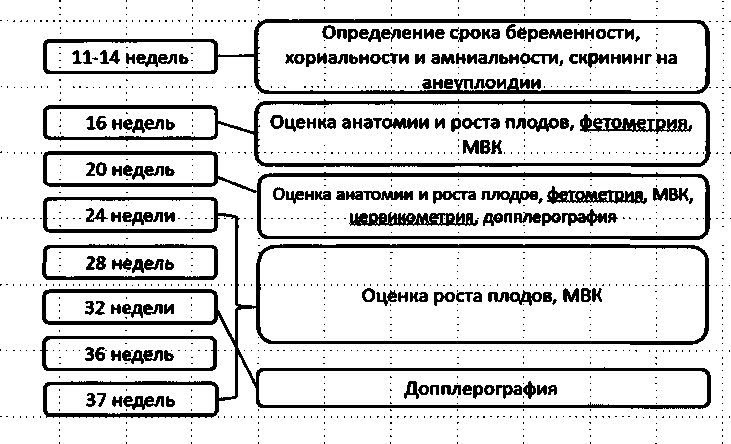 11-14 недель
Определение срока беременности,
хориальности и амниальности, скрининг на
анеуплоидии
16 недель
Оценка анатомии и роста плодов, фетометрия,
МВК
20 недель
Оценка анатомии и роста плодов, фетометрия, МВК,
цервикометрия, допплерография
24 недели
28 недель
32 недели
Оценка роста плодов, МВК
36 недель
37 недель
Допплерография